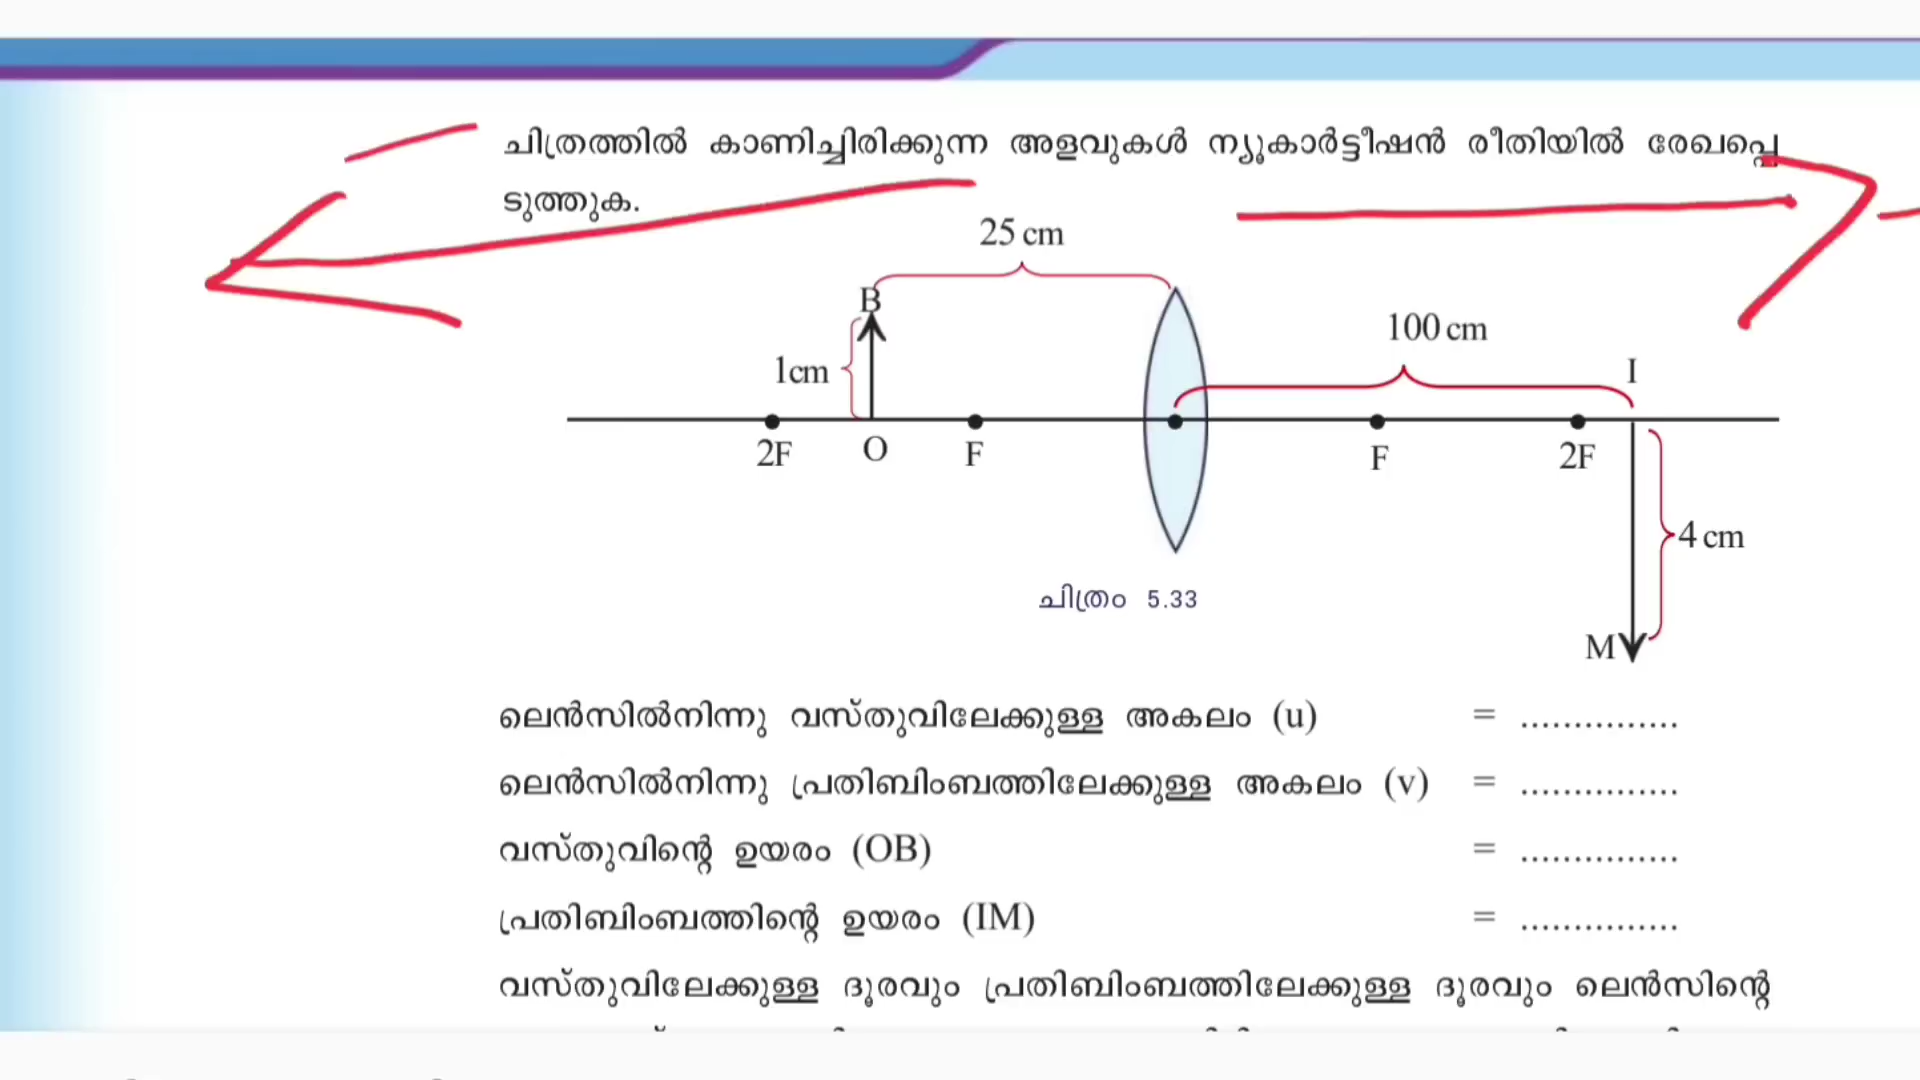 ചിത്രത്തിൽ കാണിച്ചിരിക്കുന്ന അളവുകൾ ന്യൂകാർട്ടീഷൻ രീതിയിൽ രേഖപ്പെ
ടുത്തുക.
25 cm
B
100 cm
1cm
I
2F O F F 2F
4 cm
ചിത്രം 5.33
M
ലെൻസിൽനിന്നു വസ്തുവിലേക്കുള്ള അകലം (u) = ...............
ലെൻസിൽനിന്നു പ്രതിബിംബത്തിലേക്കുള്ള അകലം (v) = ...............
വസ്തുവിന്റെ ഉയരം (OB) = ...............
പ്രതിബിംബത്തിന്റെ ഉയരം (IM) = ...............
വസ്തുവിലേക്കുള്ള ദൂരവും പ്രതിബിംബത്തിലേക്കുള്ള ദൂരവും ലെൻസിന്റെ